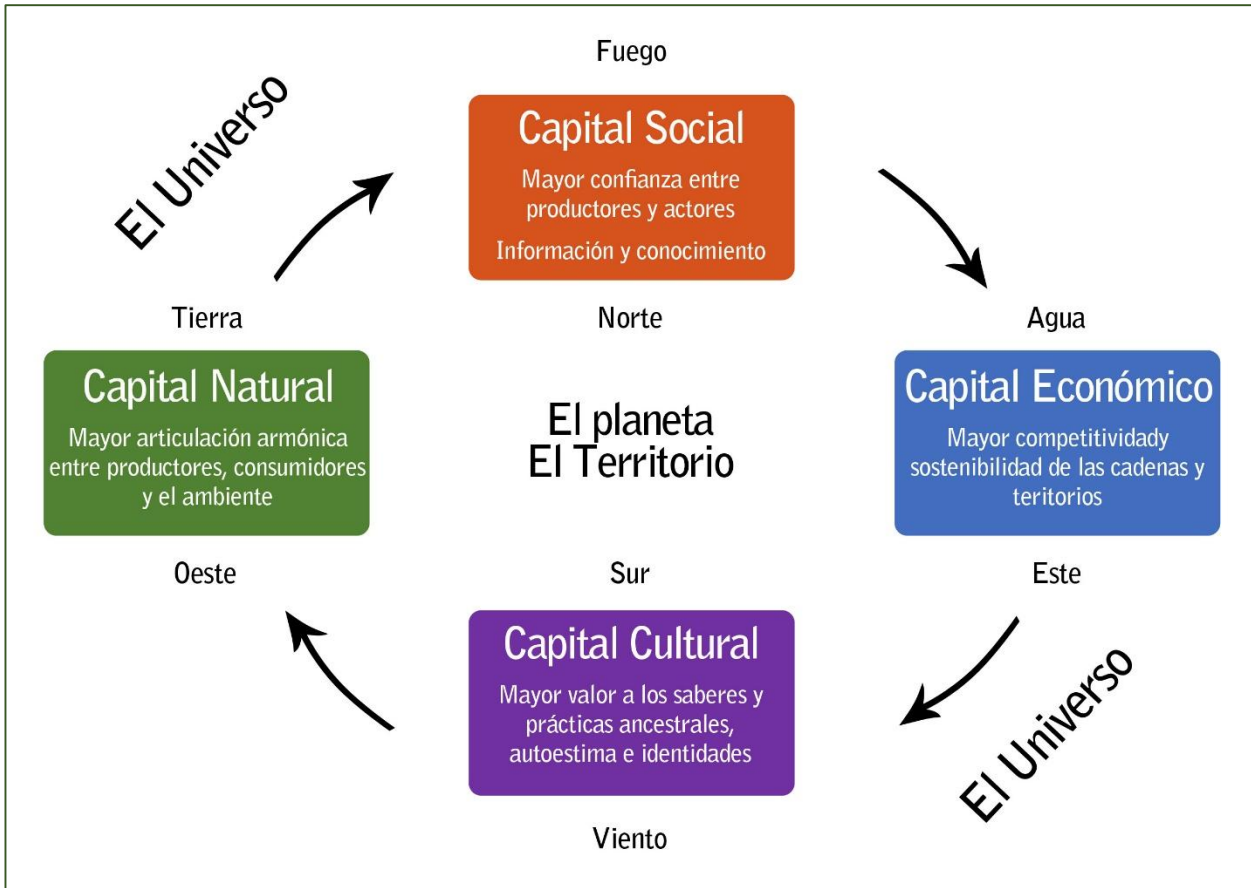 Fuego
El Universo
Capital Social
Mayor confianza entre
productores y actores
Información y conocimiento
Tierra
Norte
Agua
Capital Natural
Mayor articulación armónica
entre productores, consumidores
y el ambiente
El planeta
El Territorio
Capital Económico
Mayor competitividady
sostenibilidad de las cadenas y
teritorios
Oeste
Sur
Este
Capital Cultural
Mayor valor a los saberes y
prácticas ancestrales,
autoestima e identidades
El Universo
Viento